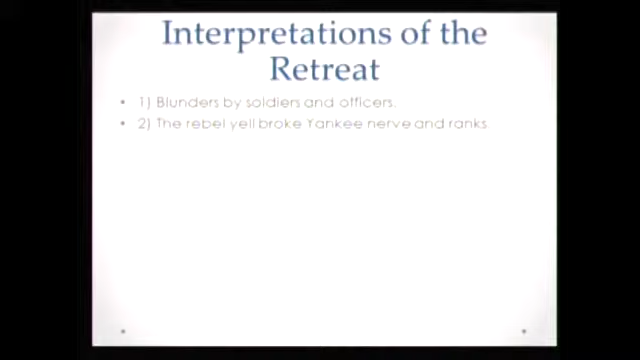 Interpretations of the
Retreat
• 1) Blunders by soldiers and officers.
• 2) The rebel yell broke Yankee nerve and ranks.